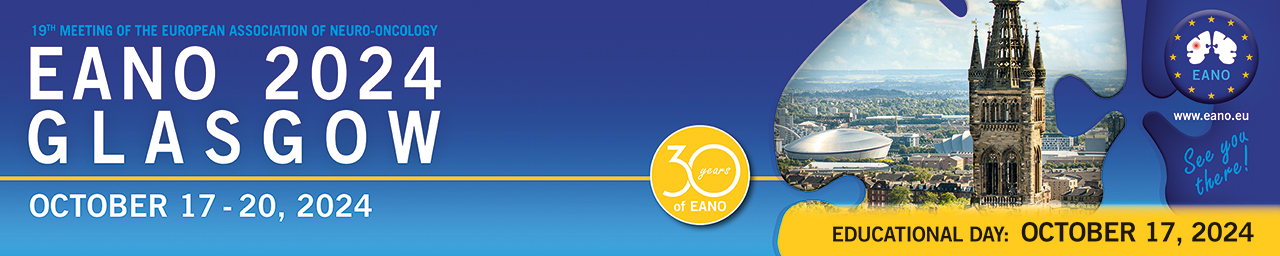 19TH MEETING OF THE EUROPEAN ASSOCIATION OF NEURO-ONCOLOGY
EANO 2024
GLASGOW
OCTOBER 17-20, 2024
30
years
of EANO
EANO
www.eano.eu
See you
there!
EDUCATIONAL DAY: OCTOBER 17, 2024